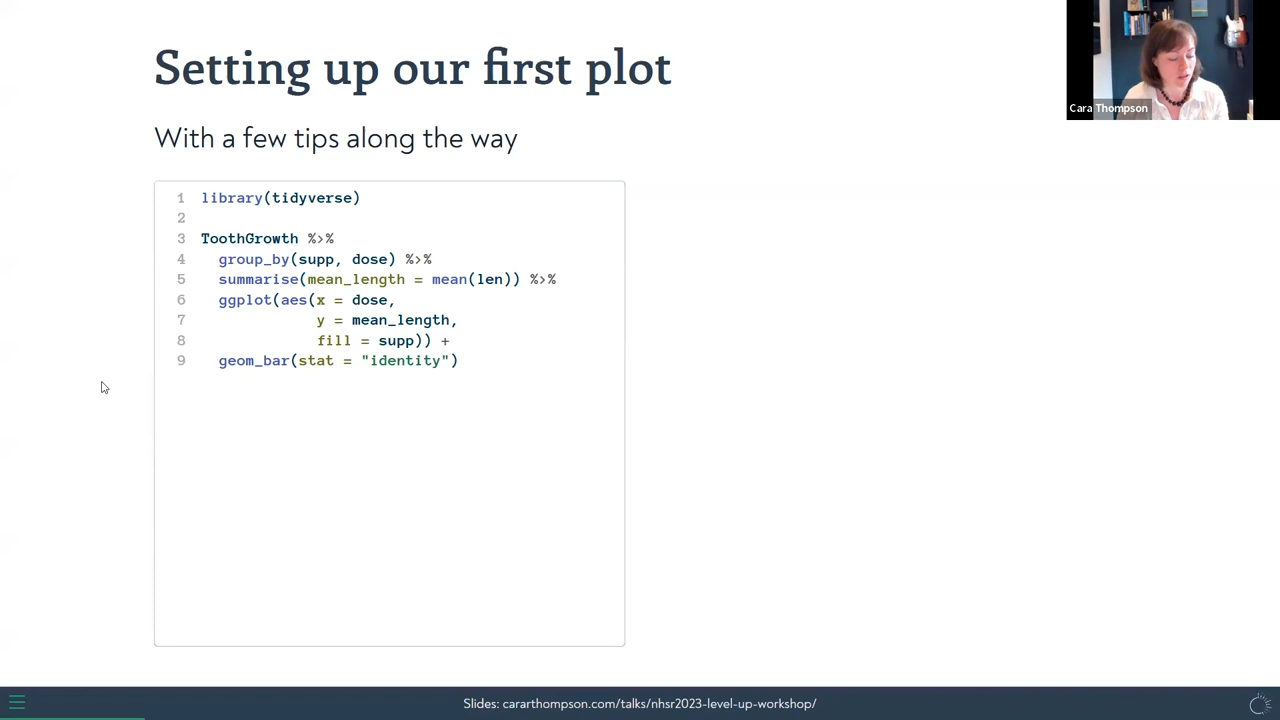 Setting up our first plot
With a few tips along the way
Cara Thompson
1 library(tidyverse)
2
3 ToothGrowth %>%
4   group_by(supp, dose) %>%
5   summarise(mean_length = mean(len)) %>%
6   ggplot(aes(x = dose,
7              y = mean_length,
8              fill = supp)) +
9   geom_bar(stat = "identity")
Slides: cararthompson.com/talks/nhsr2023-level-up-workshop/